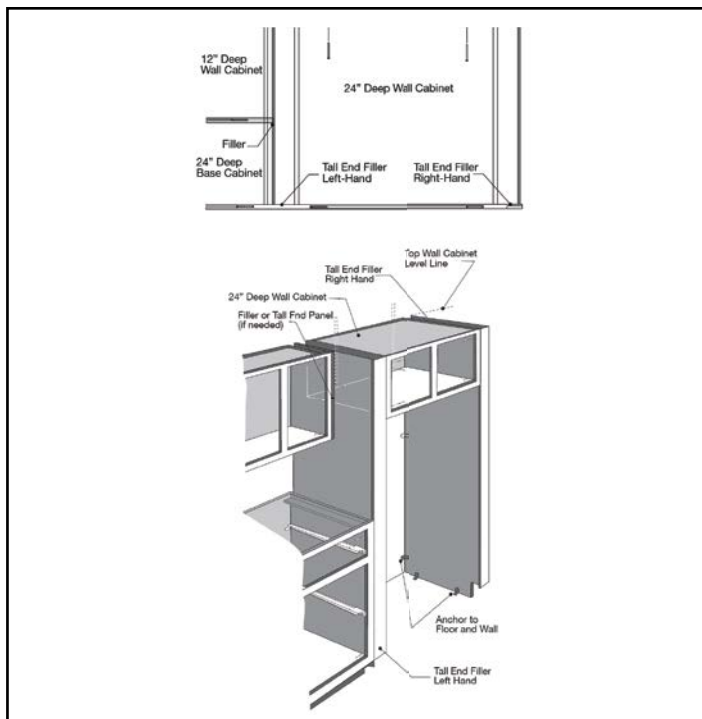 12" Deep
Wall Cabinet
24" Deep Wall Cabinet
Filler
24" Deep
Base Cabinet
Tall End Filler
Left-Hand
Tall End Filler
Right-Hand
Top Wall Cabinet
Level Line
Tall End Filler
Right Hand
24" Deep Wall Cabinet
Filler or Tall End Panel
(if needed)
Anchor to
Floor and Wall
Tall End Filler
Left Hand